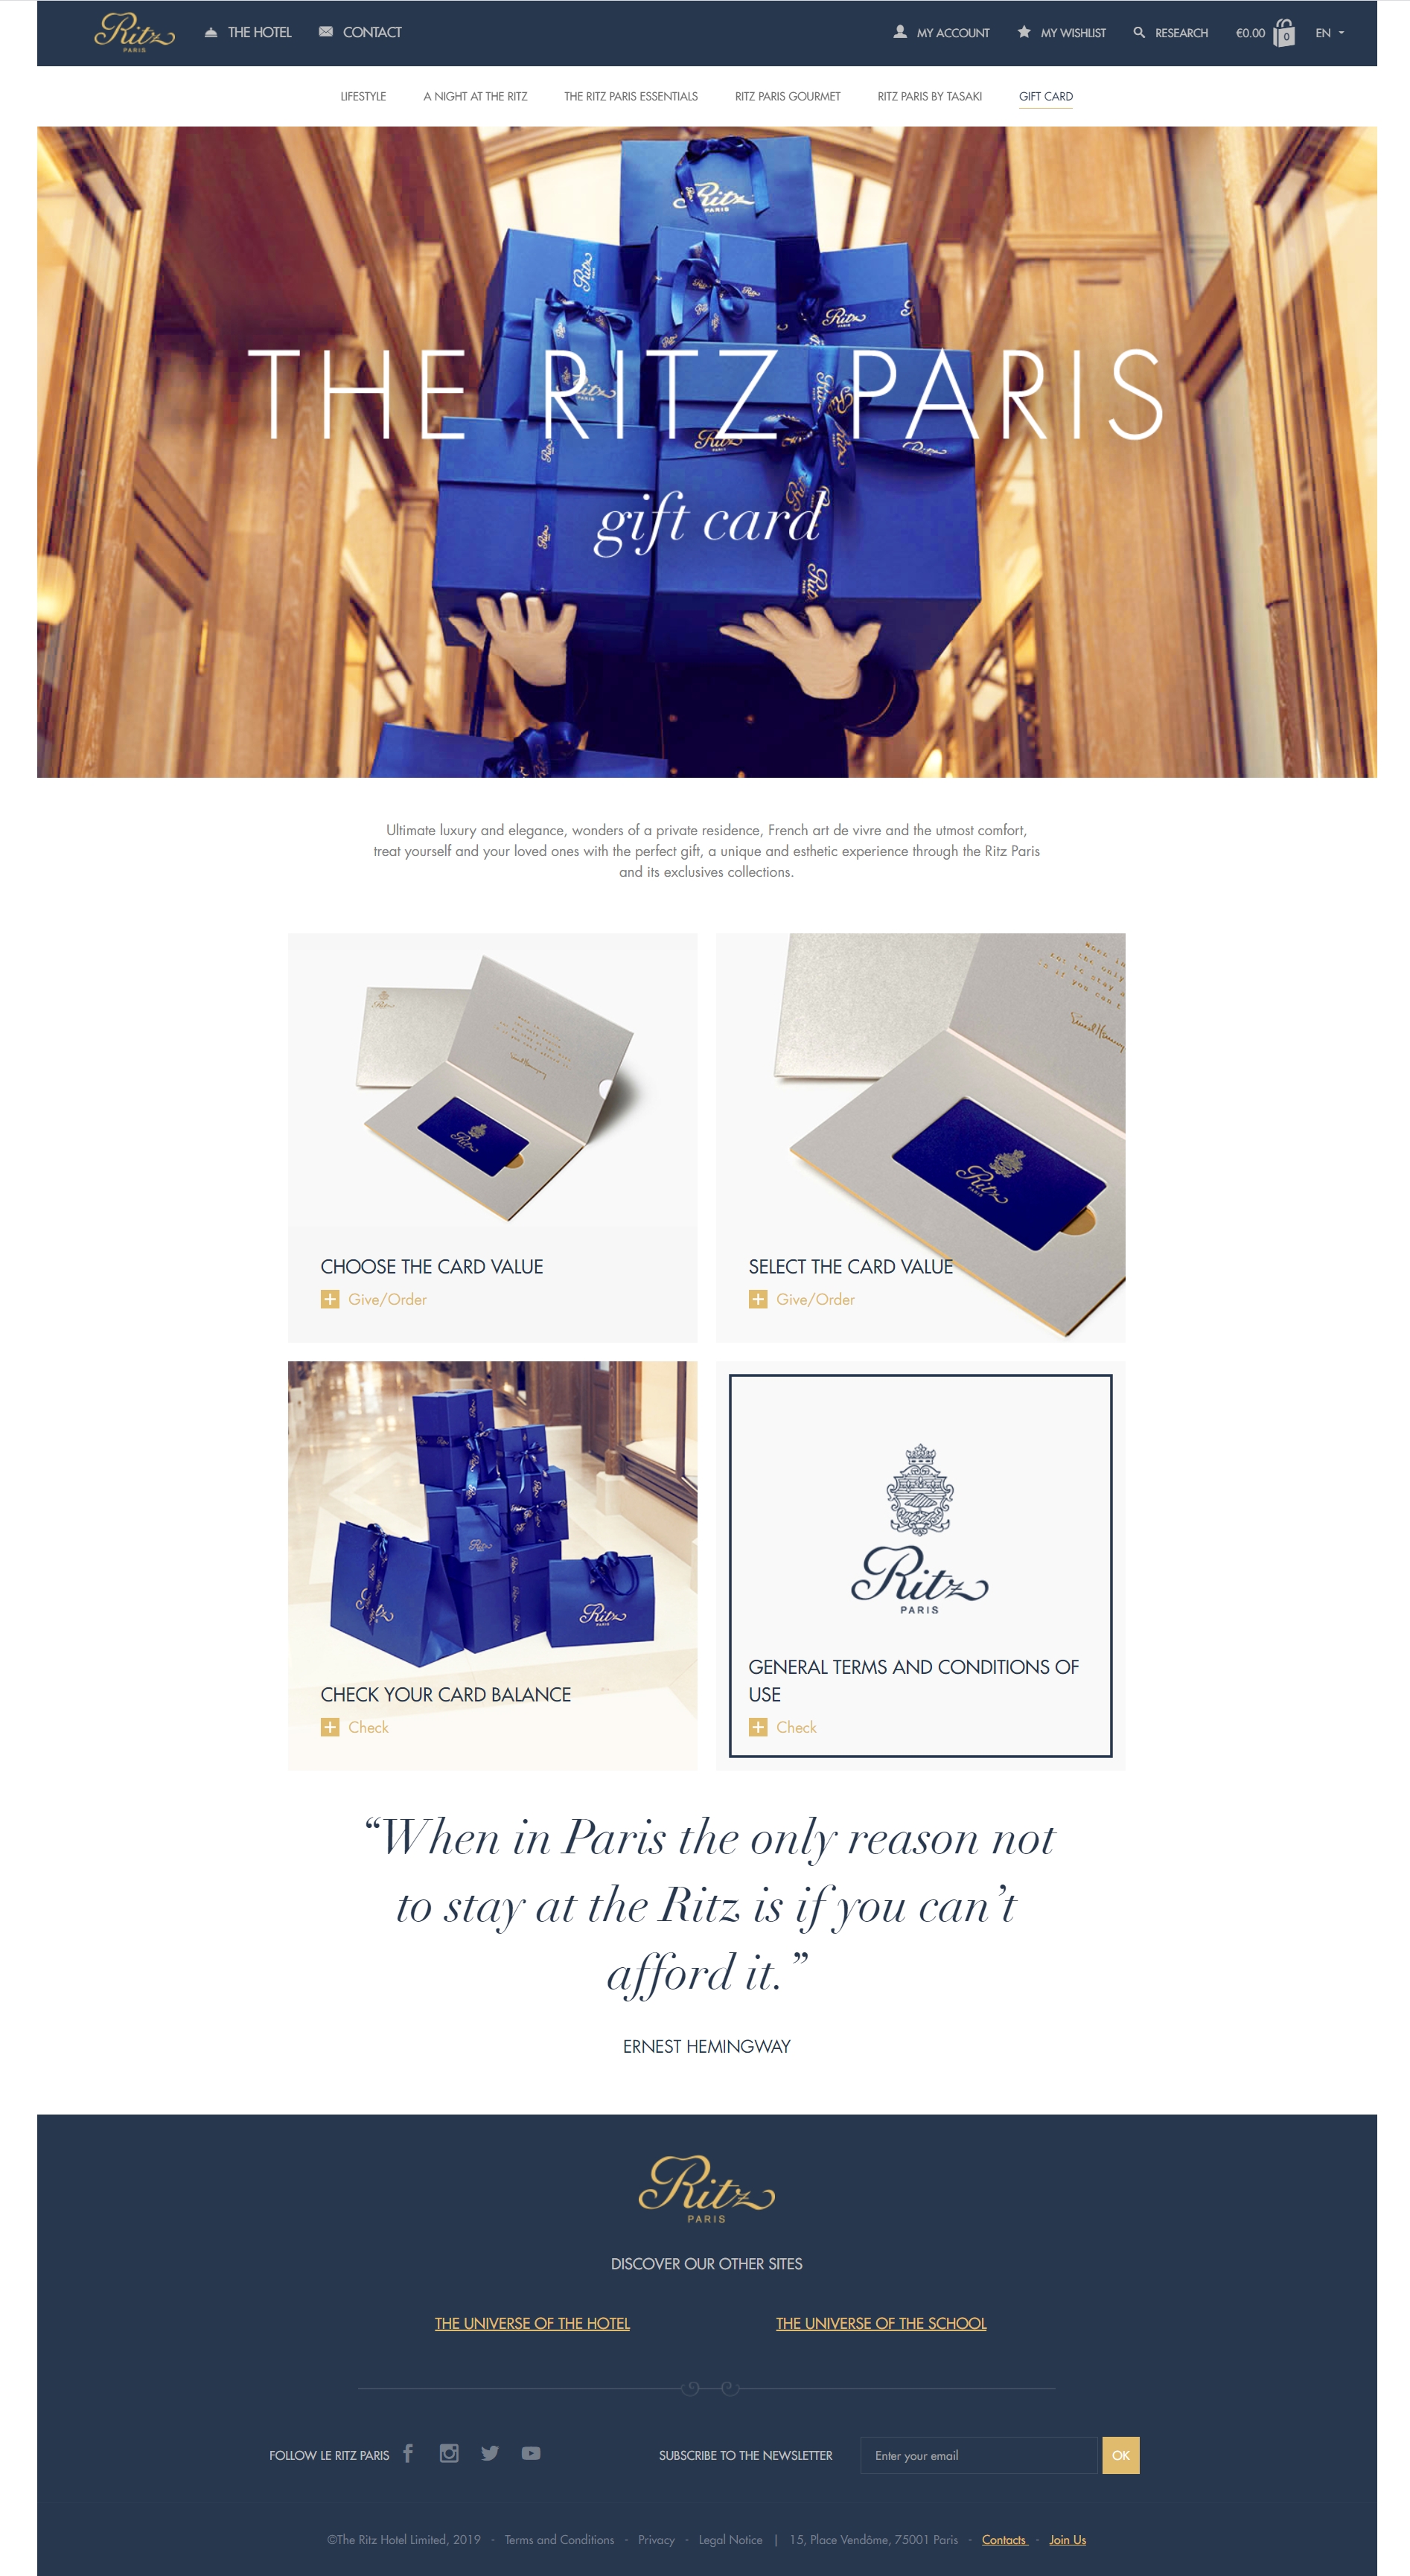 Ritz
PARIS
THE HOTEL
CONTACT
MY ACCOUNT
MY WISHLIST
RESEARCH
€0.00
0
EN
LIFESTYLE
A NIGHT AT THE RITZ
THE RITZ PARIS ESSENTIALS
RITZ PARIS GOURMET
RITZ PARIS BY TASAKI
GIFT CARD
Ritz
PARIS
THE RITZ PARIS
gift card
Ultimate luxury and elegance, wonders of a private residence, French art de vivre and the utmost comfort,
treat yourself and your loved ones with the perfect gift, a unique and esthetic experience through the Ritz Paris
and its exclusives collections.
Ritz
CHOOSE THE CARD VALUE
Give/Order
Ritz
PARIS
SELECT THE CARD VALUE
Give/Order
Ritz
Ritz
CHECK YOUR CARD BALANCE
Check
Ritz
PARIS
GENERAL TERMS AND CONDITIONS OF
USE
Check
“When in Paris the only reason not
to stay at the Ritz is if you can’t
afford it.”
ERNEST HEMINGWAY
Ritz
PARIS
DISCOVER OUR OTHER SITES
THE UNIVERSE OF THE HOTEL
THE UNIVERSE OF THE SCHOOL
FOLLOW LE RITZ PARIS
SUBSCRIBE TO THE NEWSLETTER
Enter your email
OK
©The Ritz Hotel Limited, 2019 - Terms and Conditions - Privacy - Legal Notice | 15, Place Vendôme, 75001 Paris - Contacts - Join Us